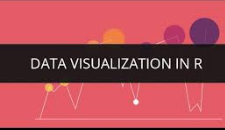 DATA VISUALIZATION IN R